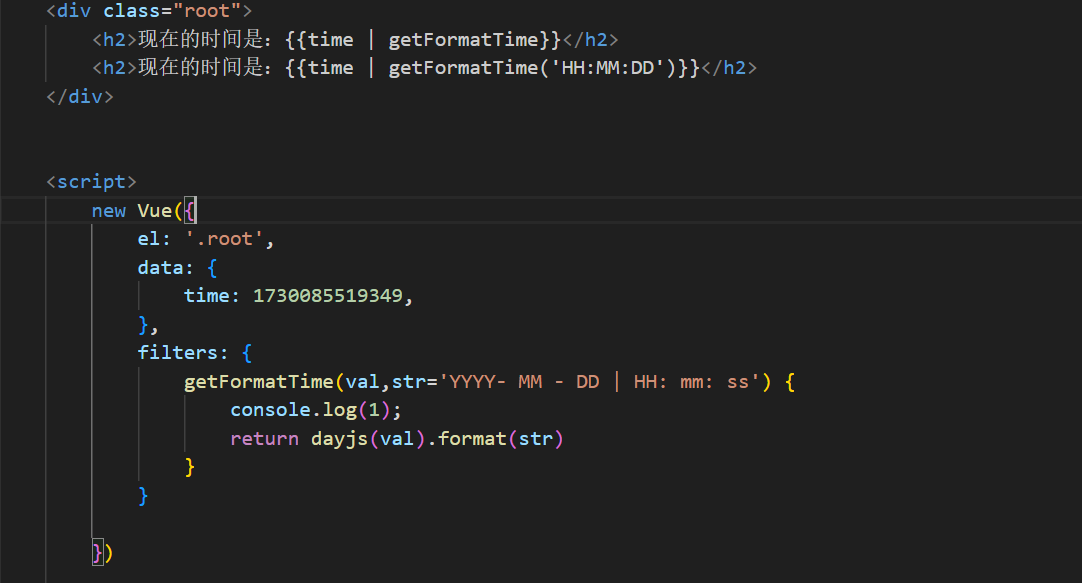 <div class="root">
<h2>现在的时间是：{{time | getFormatTime}}</h2>
<h2>现在的时间是：{{time | getFormatTime('HH:MM:DD')}}</h2>
</div>
<script>
new Vue({
el: '.root',
data: {
time: 1730085519349,
},
filters: {
getFormatTime(val,str='YYYY- MM - DD | HH: mm: ss') {
console.log(1);
return dayjs(val).format(str)
}
}
})